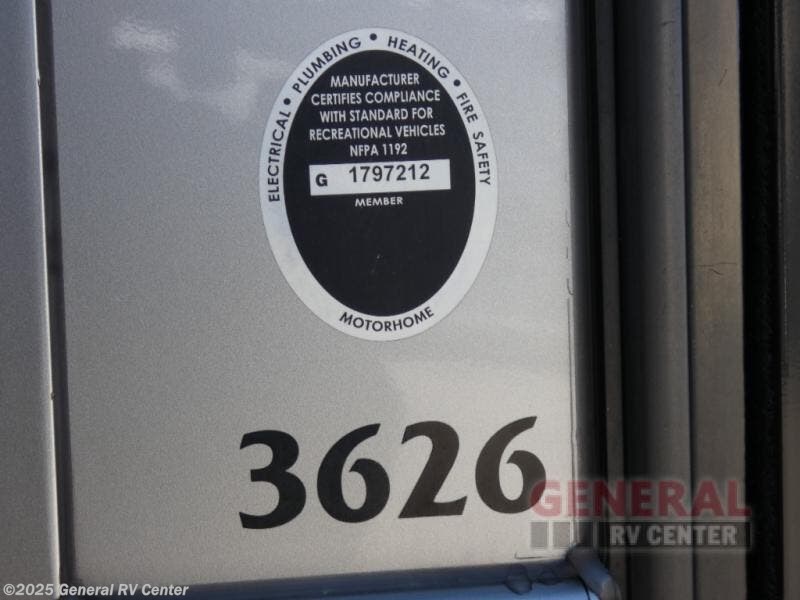 ELECTRICAL • PLUMBING • HEATING • FIRE SAFETY
MANUFACTURER
CERTIFIES COMPLIANCE
WITH STANDARD FOR
RECREATIONAL VEHICLES
NFPA 1192
G 1797212
MEMBER
MOTORHOME
3626
GENERAL
RV CENTER
©2025 General RV Center